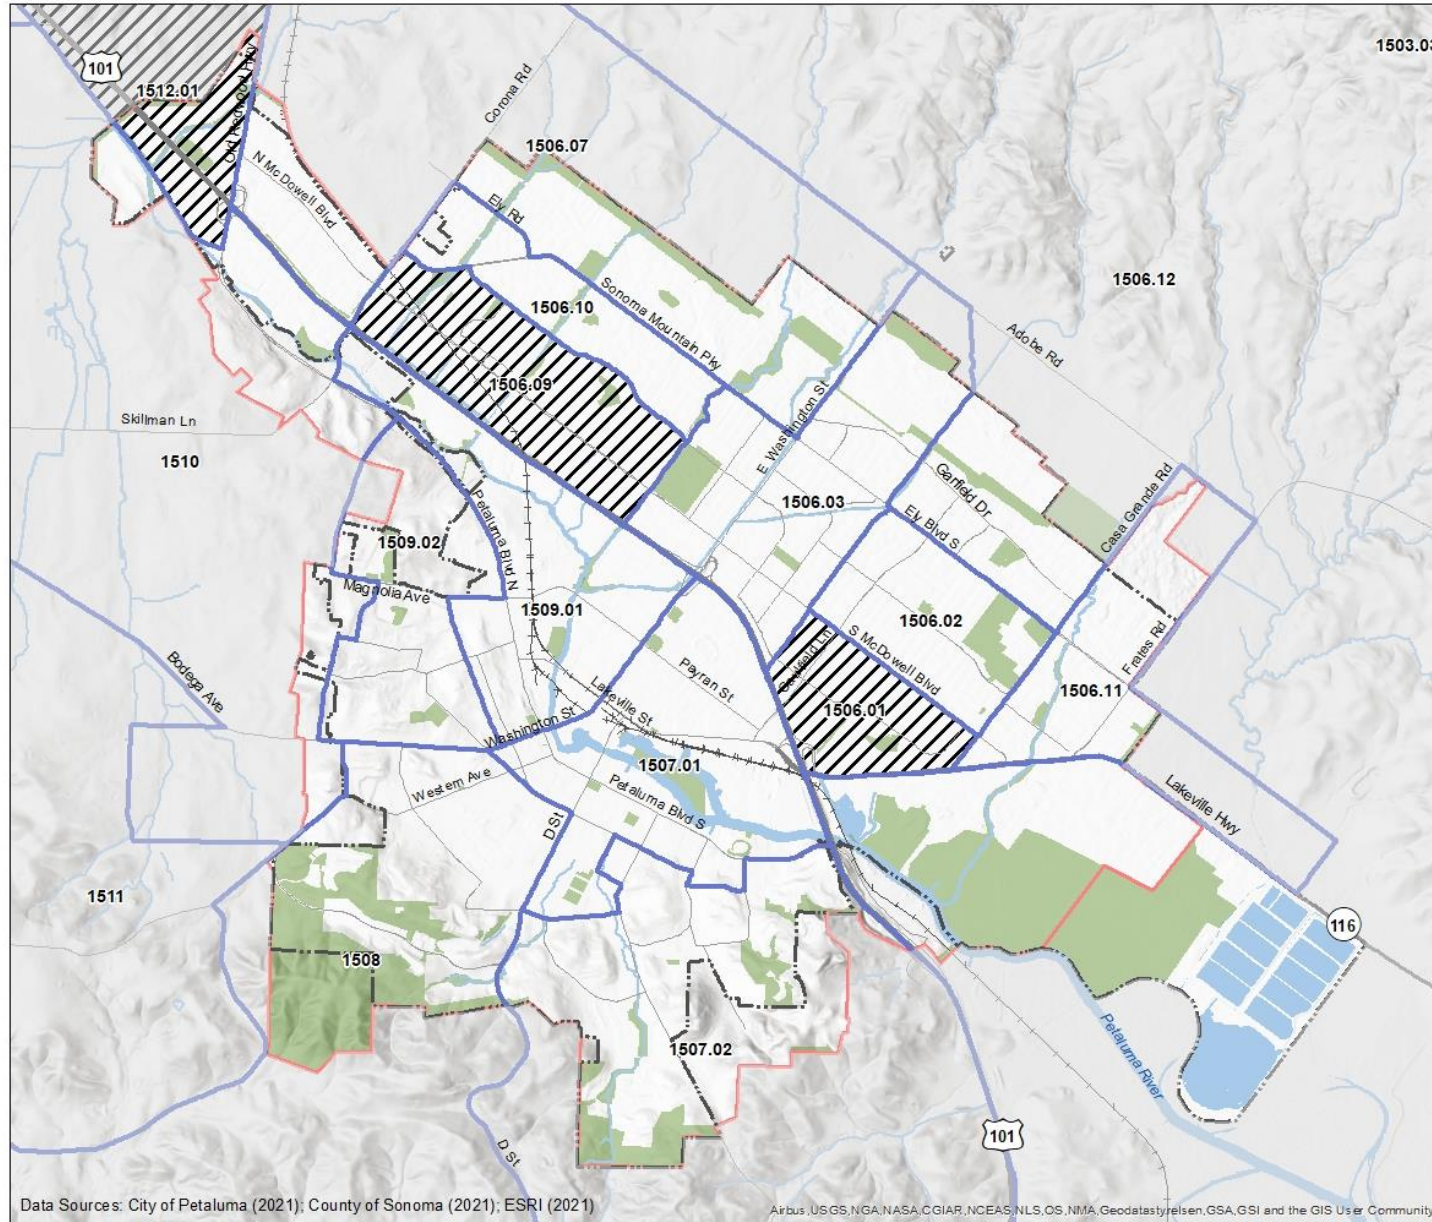 1503.03
101
1512.01
Old Redwood Hwy
Corona Rd
1506.07
N McDowell Blvd
Ely Rd
1506.12
Sonoma Mountain Pky
1506.10
Adobe Rd
1506.09
Skillman Ln
E Washington St
1510
Garfield Dr
Casa Grande Rd
1506.03
Petaluma Blvd N
Ely Blvd S
1509.02
Magnolia Ave
1509.01
1506.02
Caulfield Ln
S McDowell Blvd
Frates Rd
Bodega Ave
Payran St
1506.11
Lakeville St
1506.01
Washington St
1507.01
Western Ave
Petaluma Blvd S
Lakeville Hwy
D St
1511
116
1508
1507.02
Petaluma River
101
D St
Data Sources: City of Petaluma (2021); County of Sonoma (2021); ESRI (2021)
Airbus,USGS,NGA,NASA,CGIAR,NCEAS,NLS,OS,NMA,Geodatastyrelsen,GSA,GSI and the GIS User Community